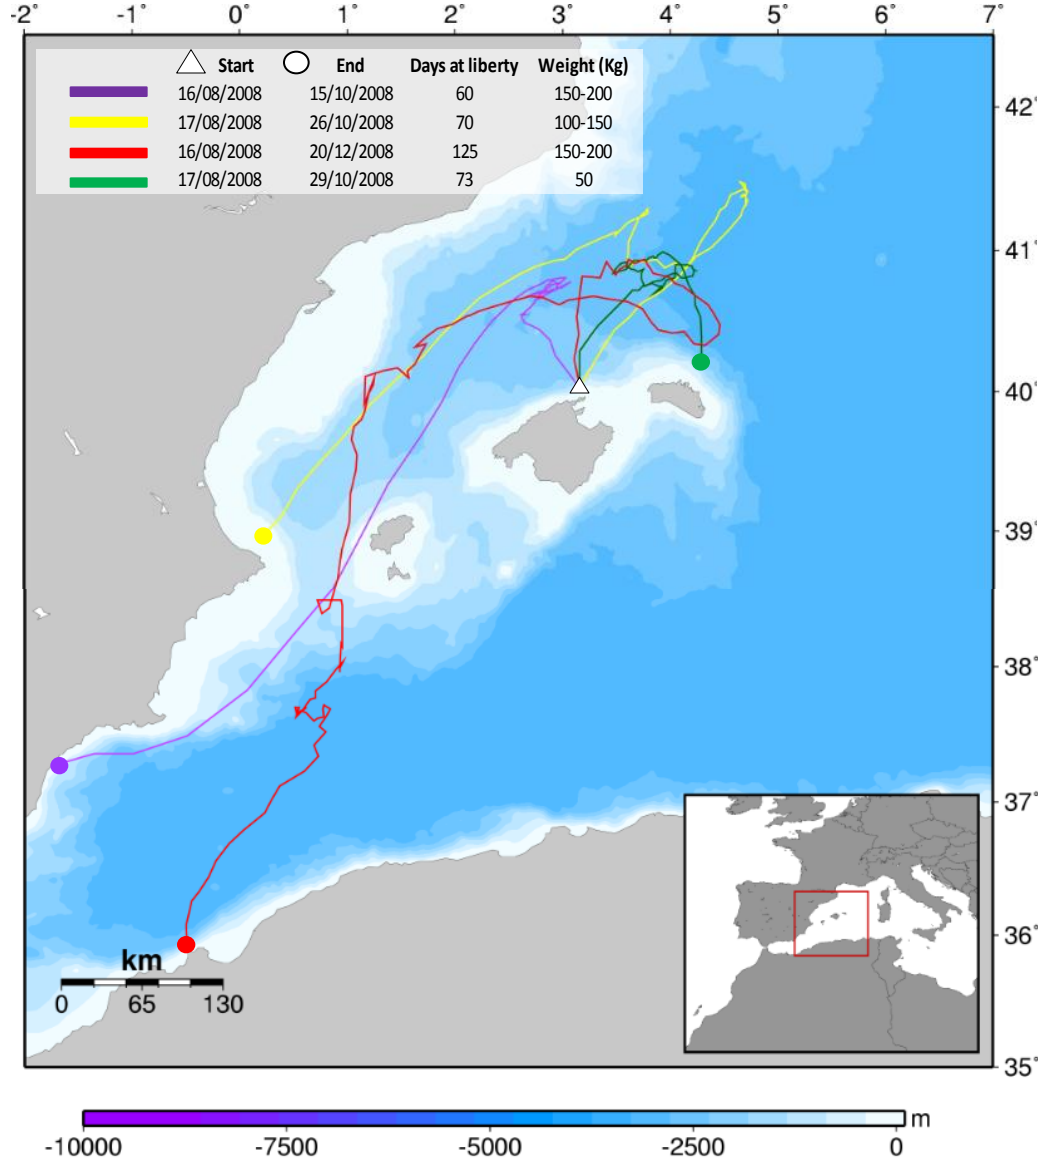 -2° -1° 0° 1° 2° 3° 4° 5° 6° 7°
Start End Days at liberty Weight (Kg)
16/08/2008 15/10/2008 60 150-200
17/08/2008 26/10/2008 70 100-150
16/08/2008 20/12/2008 125 150-200
17/08/2008 29/10/2008 73 50
42°
41°
40°
39°
38°
37°
36°
35°
km
0 65 130
m
-10000 -7500 -5000 -2500 0